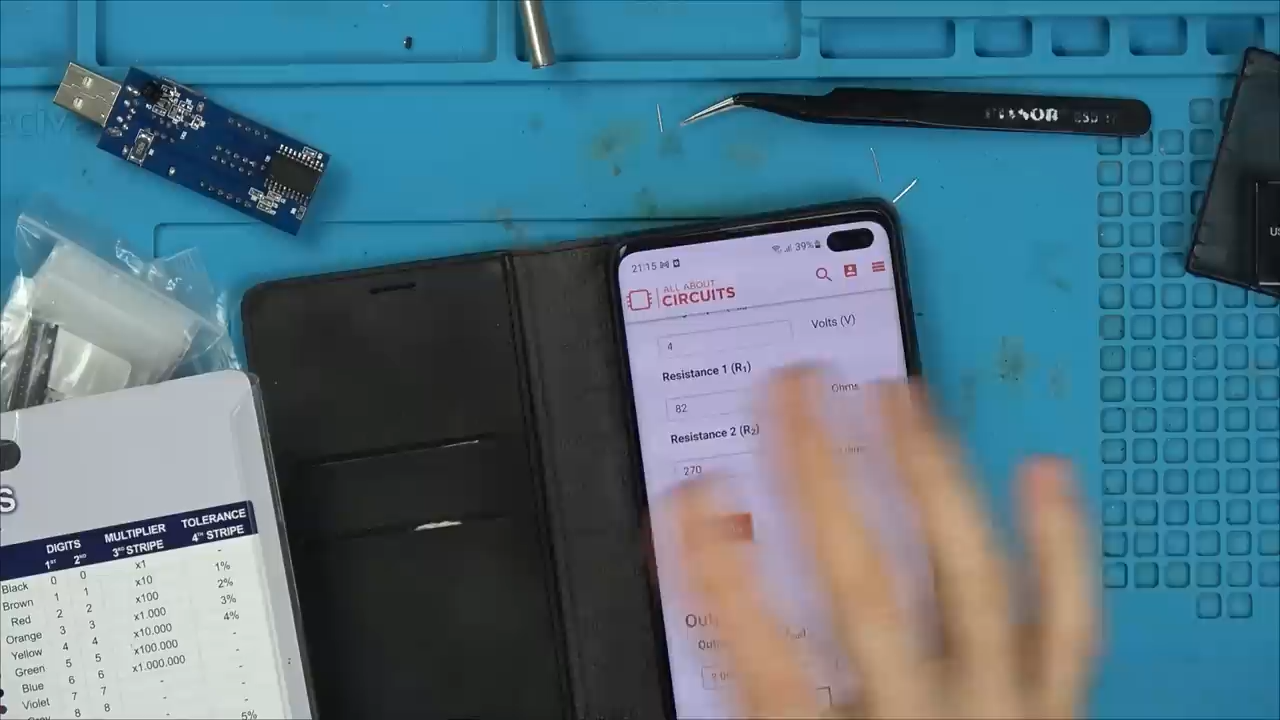 21:15
39%
ALL ABOUT
CIRCUITS
4
Volts (V)
Resistance 1 (R₁)
82
Ohms
Resistance 2 (R₂)
270
S
DIGITS
MULTIPLIER
TOLERANCE
1ST 2ND
3RD STRIPE
4TH STRIPE
Black 0 0 x1 -
Brown 1 1 x10 1%
Red 2 2 x100 2%
Orange 3 3 x1.000 3%
Yellow 4 4 x10.000 4%
Green 5 5 x100.000 -
Blue 6 6 x1.000.000 -
Violet 7 7 -
8 8 -
5%